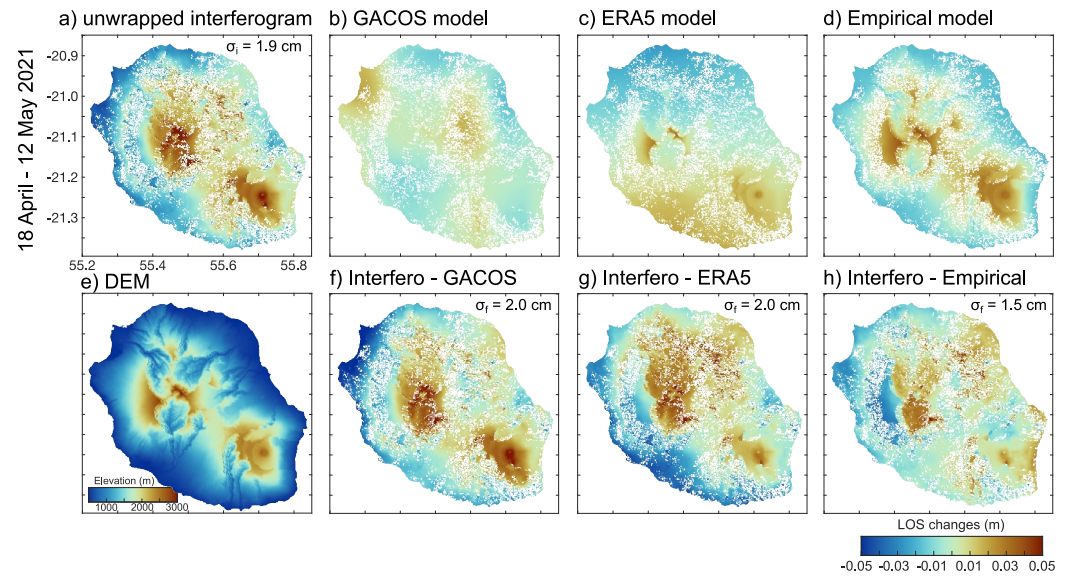 a) unwrapped interferogram
b) GACOS model
c) ERA5 model
d) Empirical model
σi = 1.9 cm
18 April - 12 May 2021
-20.9
-21.0
-21.1
-21.2
-21.3
55.2 55.4 55.6 55.8
e) DEM
f) Interfero - GACOS
g) Interfero - ERA5
h) Interfero - Empirical
σf = 2.0 cm
σf = 2.0 cm
σf = 1.5 cm
Elevation (m)
1000 2000 3000
LOS changes (m)
-0.05 -0.03 -0.01 0.01 0.03 0.05